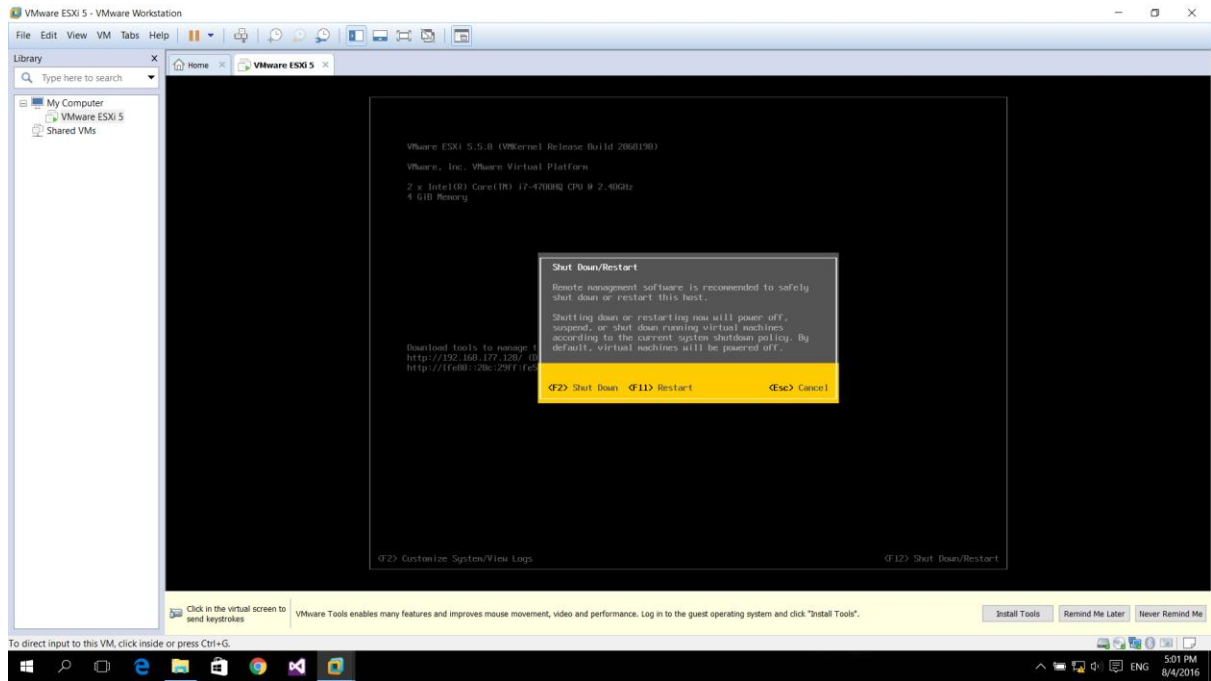 VMware ESXi 5 - VMware Workstation
File Edit View VM Tabs Help
Library X
Home
VMware ESXi 5
Type here to search
My Computer
VMware ESXi 5
Shared VMs
VMware ESXi 5.5.0 (VMKernel Release Build 2068190)
VMware, Inc. VMware Virtual Platform
2 x Intel(R) Core(TM) i7-4700HQ CPU @ 2.40GHz
4 GiB Memory
Shut Down/Restart
Remote management software is recommended to safely
shut down or restart this host.
Shutting down or restarting now will power off,
suspend, or shut down running virtual machines
according to the current system shutdown policy. By
default, virtual machines will be powered off.
<F2> Shut Down <F11> Restart <Esc> Cancel
Download tools to manage t
http://192.168.177.128/ (D
http://[fe80::20c:29ff:fe5
<F2> Customize System/View Logs
<F12> Shut Down/Restart
Click in the virtual screen to
send keystrokes
VMware Tools enables many features and improves mouse movement, video and performance. Log in to the guest operating system and click "Install Tools".
Install Tools Remind Me Later Never Remind Me
To direct input to this VM, click inside or press Ctrl+G.
ENG
5:01 PM
8/4/2016